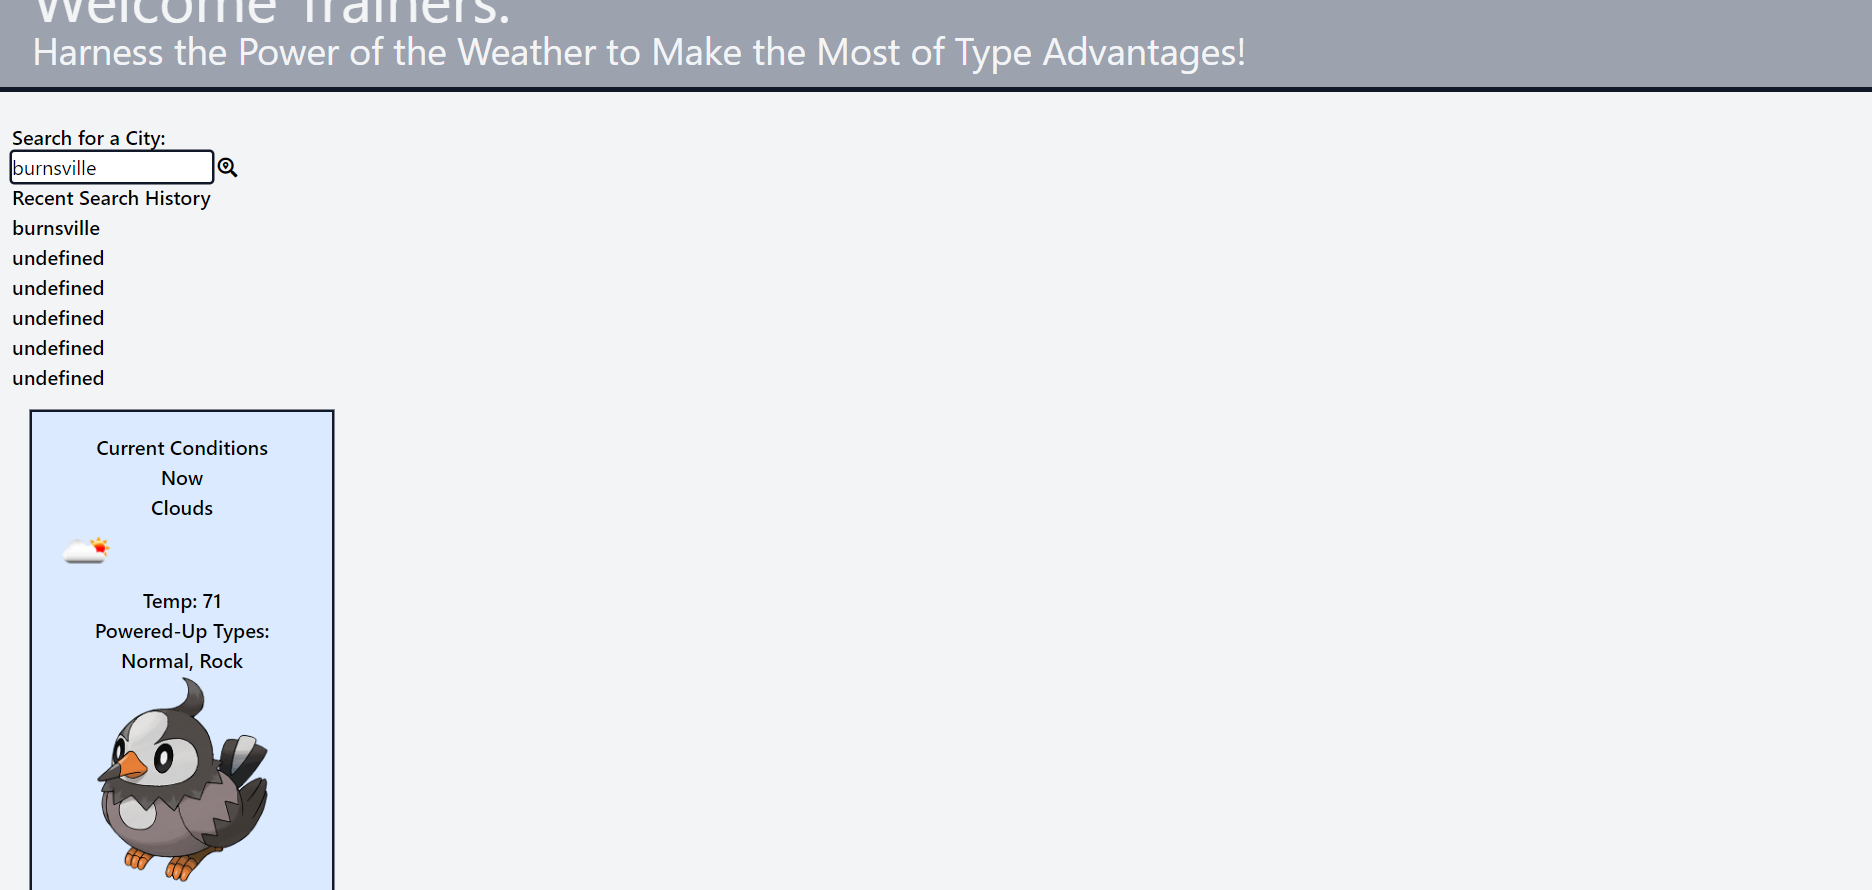 Welcome Trainers.
Harness the Power of the Weather to Make the Most of Type Advantages!
Search for a City:
burnsville
Recent Search History
burnsville
undefined
undefined
undefined
undefined
undefined
Current Conditions
Now
Clouds
Temp: 71
Powered-Up Types:
Normal, Rock